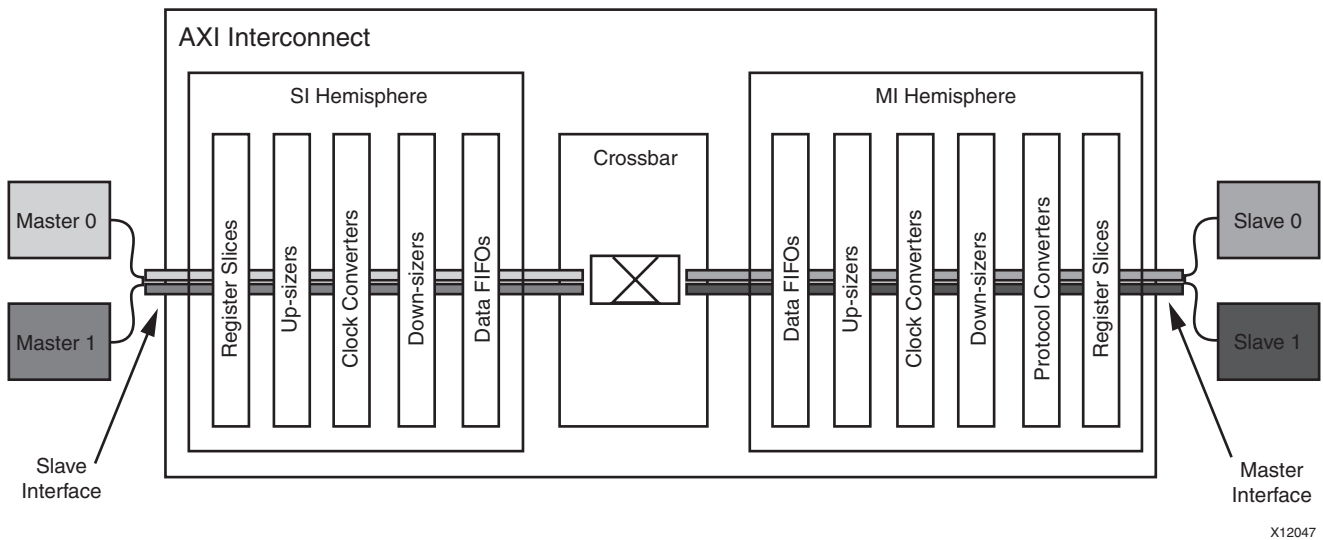 AXI Interconnect
SI Hemisphere
MI Hemisphere
Crossbar
Master 0
Master 1
Register Slices
Up-sizers
Clock Converters
Down-sizers
Data FIFOs
Data FIFOs
Up-sizers
Clock Converters
Down-sizers
Protocol Converters
Register Slices
Slave 0
Slave 1
Slave
Interface
Master
Interface
X12047